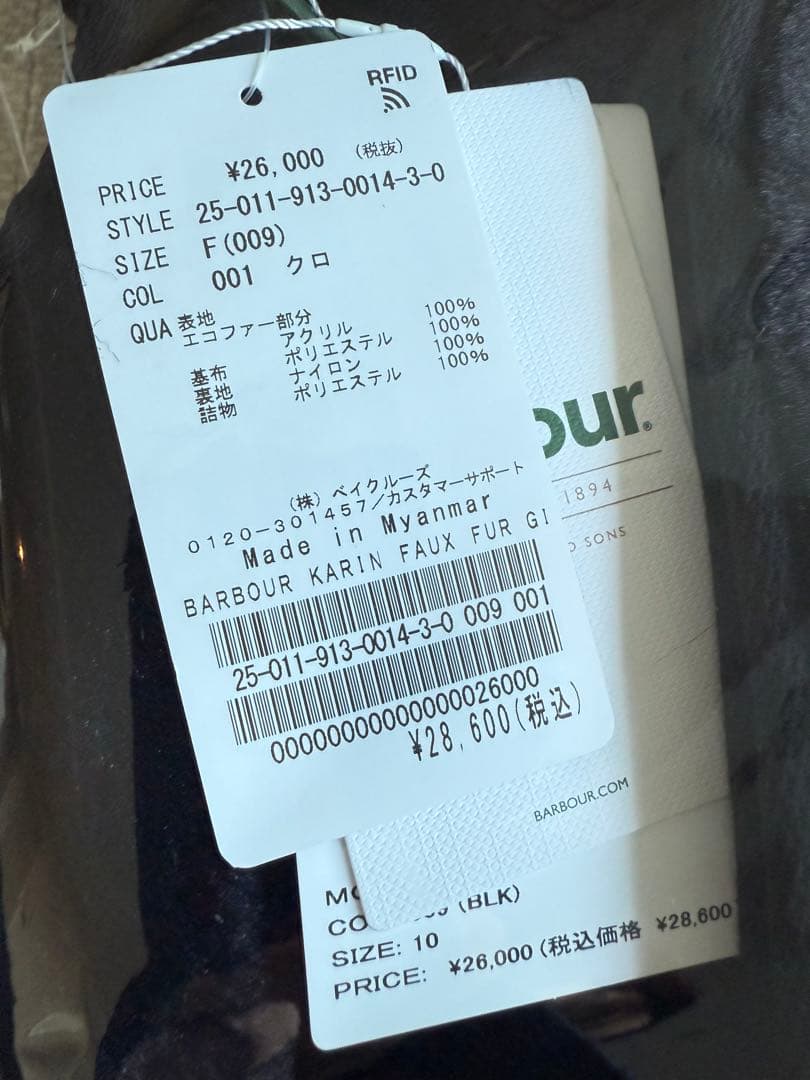 RFID
PRICE ¥26,000 (税抜)
STYLE 25-011-913-0014-3-0
SIZE F(009)
COL 001 クロ
QUA 表地
エコファー部分
アクリル 100%
基布 ポリエステル 100%
裏地 ナイロン 100%
詰物 ポリエステル 100%
(株) ベイクルーズ
0120-301457/カスタマーサポート
Made in Myanmar
BARBOUR KARIN FAUX FUR GI
25-011-913-0014-3-0 009 001
0000000000000026000
¥28,600(税込)
our®
1894
SONS
BARBOUR.COM
(BLK)
SIZE: 10
PRICE: ¥26,000(税込価格 ¥28,600